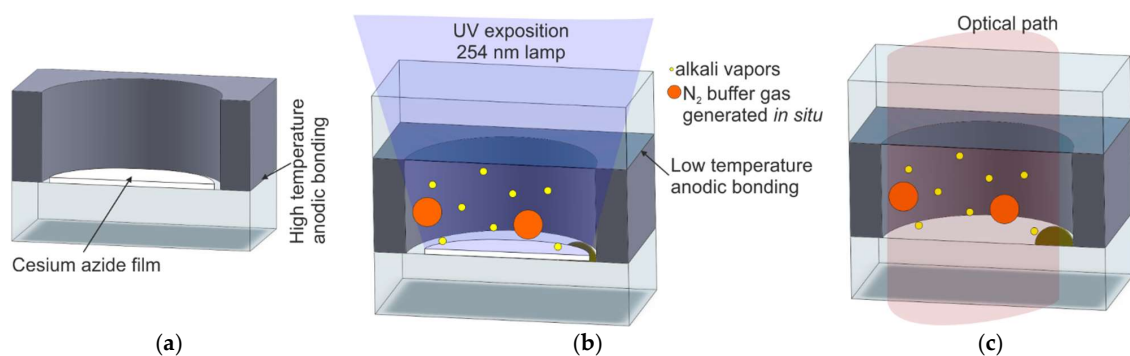 High temperature
anodic bonding
Cesium azide film
(a)
UV exposition
254 nm lamp
alkali vapors
N₂ buffer gas
generated in situ
Low temperature
anodic bonding
(b)
Optical path
(c)